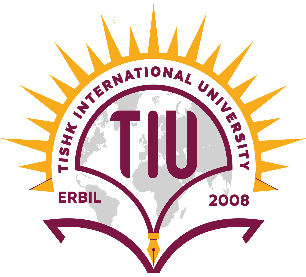 TISHK INTERNATIONAL UNIVERSITY
TIU
ERBIL 2008